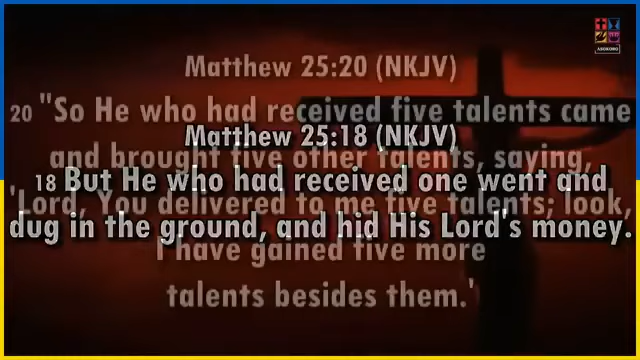 ASOKORO
Matthew 25:20 (NKJV)
20 "So He who had received five talents came
and brought five other talents, saying,
'Lord, You delivered to me five talents; look,
I have gained five more
talents besides them.'
Matthew 25:18 (NKJV)
18 But He who had received one went and
dug in the ground, and hid His Lord's money.